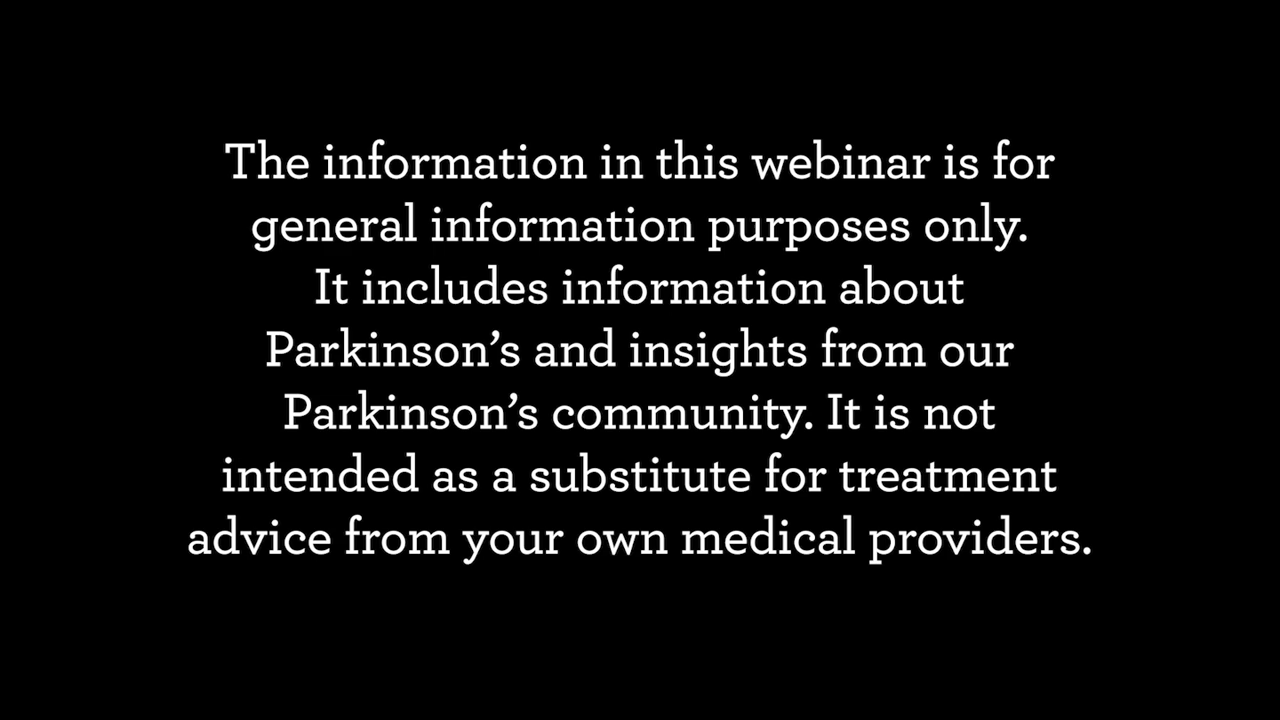 The information in this webinar is for
general information purposes only.
It includes information about
Parkinson’s and insights from our
Parkinson’s community. It is not
intended as a substitute for treatment
advice from your own medical providers.